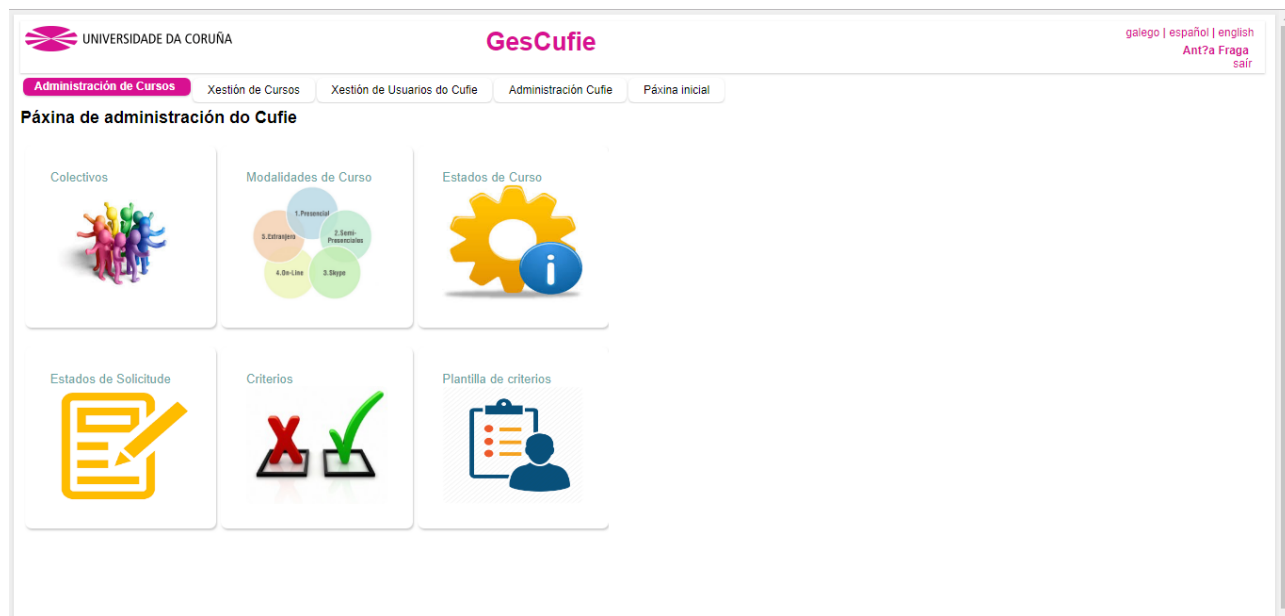 UNIVERSIDADE DA CORUÑA
GesCufie
galego | español | english
Ant?a Fraga
saír
Administración de Cursos
Xestión de Cursos
Xestión de Usuarios do Cufie
Administración Cufie
Páxina inicial
Páxina de administración do Cufie
Colectivos
Modalidades de Curso
1.Presencial
2.Semi-
Presenciales
3.Skype
4.On-Line
5.Extranjero
Estados de Curso
i
Estados de Solicitude
Criterios
Plantilla de criterios